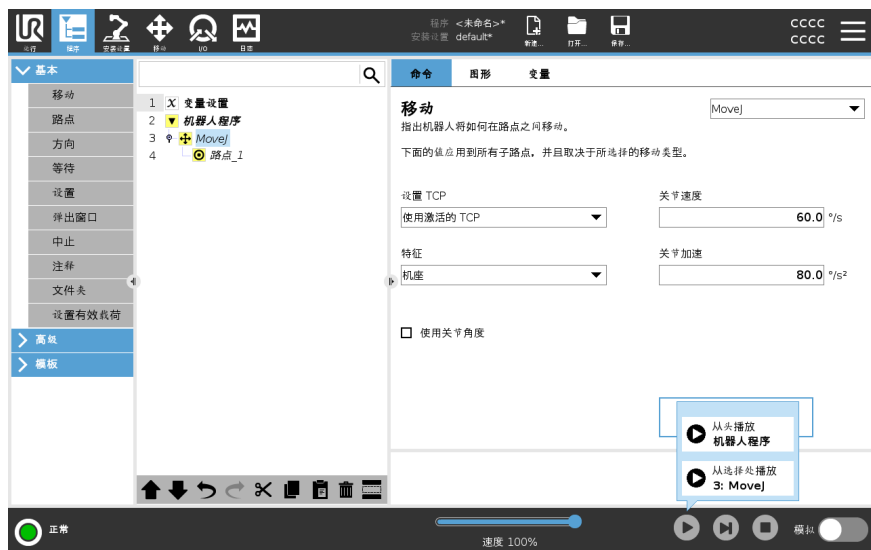 UR
程序 <未命名>*
安装设置 default*
CCCC
CCCC
运行
程序
安装设置
移动
I/O
日志
新建...
打开...
保存...
基本
移动
路点
方向
等待
设置
弹出窗口
中止
注释
文件夹
设置有效载荷
高级
模板
1 X 变量设置
2 机器人程序
3 MoveJ
4 路点_1
命令 图形 变量
移动
MoveJ
指出机器人将如何在路点之间移动。
下面的值应用到所有子路点，并且取决于所选择的移动类型。
设置 TCP
关节速度
使用激活的 TCP
60.0 °/s
特征
关节加速
机座
80.0 °/s²
使用关节角度
从头播放
机器人程序
从选择处播放
3: MoveJ
正常
速度 100%
模拟